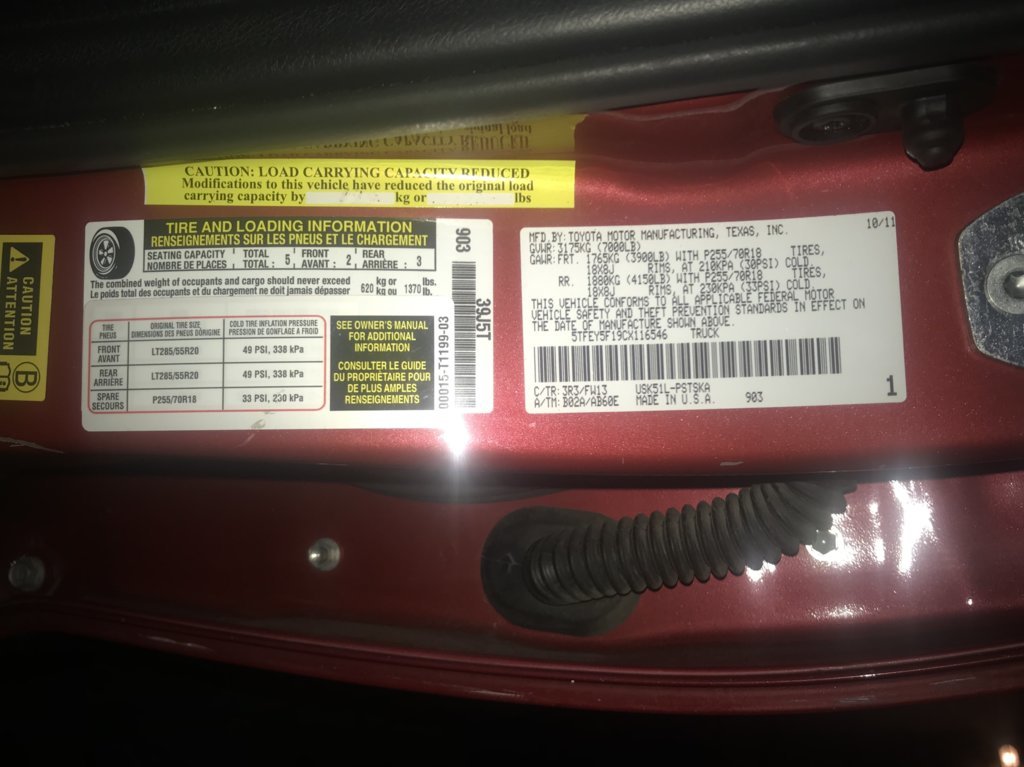 CAUTION: LOAD CARRYING CAPACITY REDUCED
Modifications to this vehicle have reduced the original load
carrying capacity by kg or lbs
CAUTION
ATTENTION
B
TIRE AND LOADING INFORMATION
RENSEIGNEMENTS SUR LES PNEUS ET LE CHARGEMENT
SEATING CAPACITY TOTAL : 5 FRONT : 2 REAR : 3
NOMBRE DE PLACES TOTAL : AVANT : ARRIÈRE :
The combined weight of occupants and cargo should never exceed 620 kg or 1370 lbs.
Le poids total des occupants et du chargement ne doit jamais dépasser kg ou lb.
TIRE ORIGINAL TIRE SIZE COLD TIRE INFLATION PRESSURE
PNEUS DIMENSIONS DES PNEUS DORIGINE PRESSION DE GONFLAGE A FROID
FRONT AVANT LT285/55R20 49 PSI, 338 kPa
REAR ARRIÈRE LT285/55R20 49 PSI, 338 kPa
SPARE SECOURS P255/70R18 33 PSI, 230 kPa
SEE OWNER'S MANUAL
FOR ADDITIONAL
INFORMATION
CONSULTER LE GUIDE
DU PROPRIÉTAIRE POUR
DE PLUS AMPLES
RENSEIGNEMENTS
903
39J5T
00015-T1199-03
10/11
MFD.BY: TOYOTA MOTOR MANUFACTURING, TEXAS, INC.
GVWR: 3175KG (7000LB)
GAWR: FRT. 1765KG (3900LB) WITH P255/70R18 TIRES,
18X8J RIMS, AT 210KPA (30PSI) COLD
RR. 1880KG (4150LB) WITH P255/70R18 TIRES,
18X8J RIMS, AT 230KPA (33PSI) COLD
THIS VEHICLE CONFORMS TO ALL APPLICABLE FEDERAL MOTOR
VEHICLE SAFETY AND THEFT PREVENTION STANDARDS IN EFFECT ON
THE DATE OF MANUFACTURE SHOWN ABOVE.
5TFEY5F19CX116546 TRUCK
C/TR: 3R3/FW13 USK51L-PSTSKA
A/TM: B02A/AB60E MADE IN U.S.A. 903
1